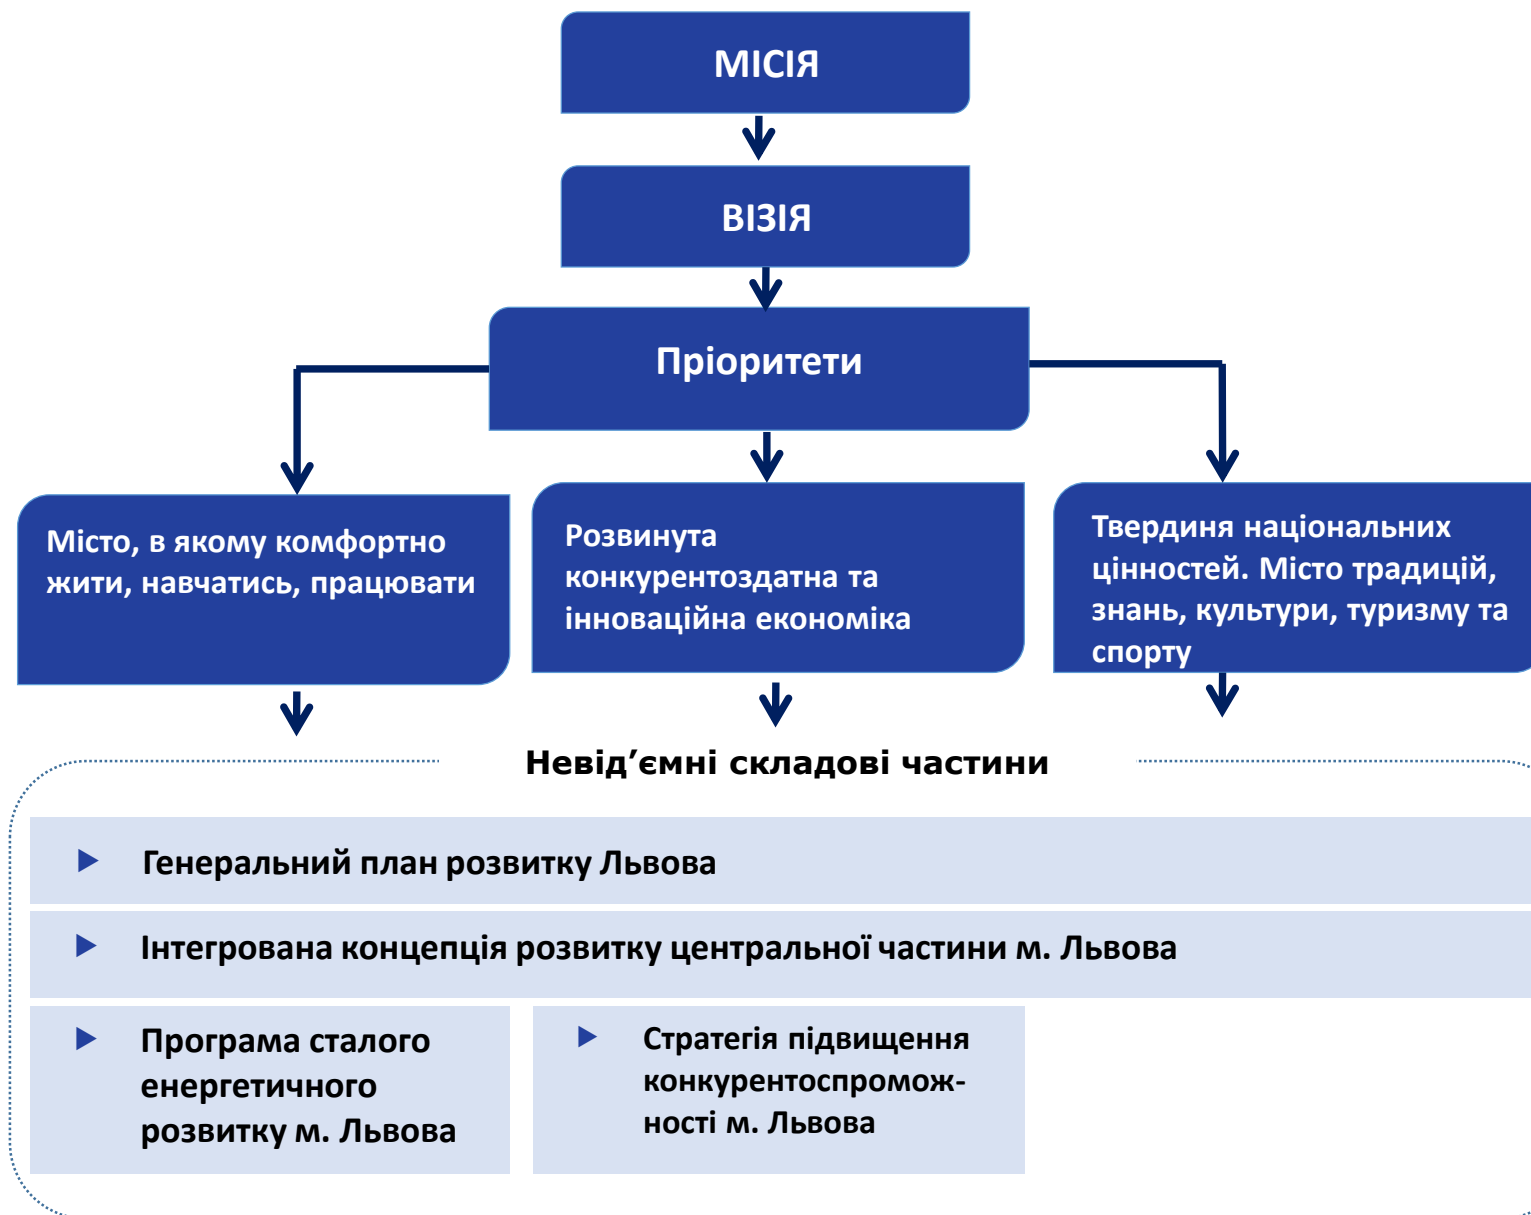 МІСІЯ
ВІЗІЯ
Пріоритети
Місто, в якому комфортно
жити, навчатись, працювати
Розвинута
конкурентоздатна та
інноваційна економіка
Твердиня національних
цінностей. Місто традицій,
знань, культури, туризму та
спорту
Невід’ємні складові частини
Генеральний план розвитку Львова
Інтегрована концепція розвитку центральної частини м. Львова
Програма сталого
енергетичного
розвитку м. Львова
Стратегія підвищення
конкурентоспромож-
ності м. Львова